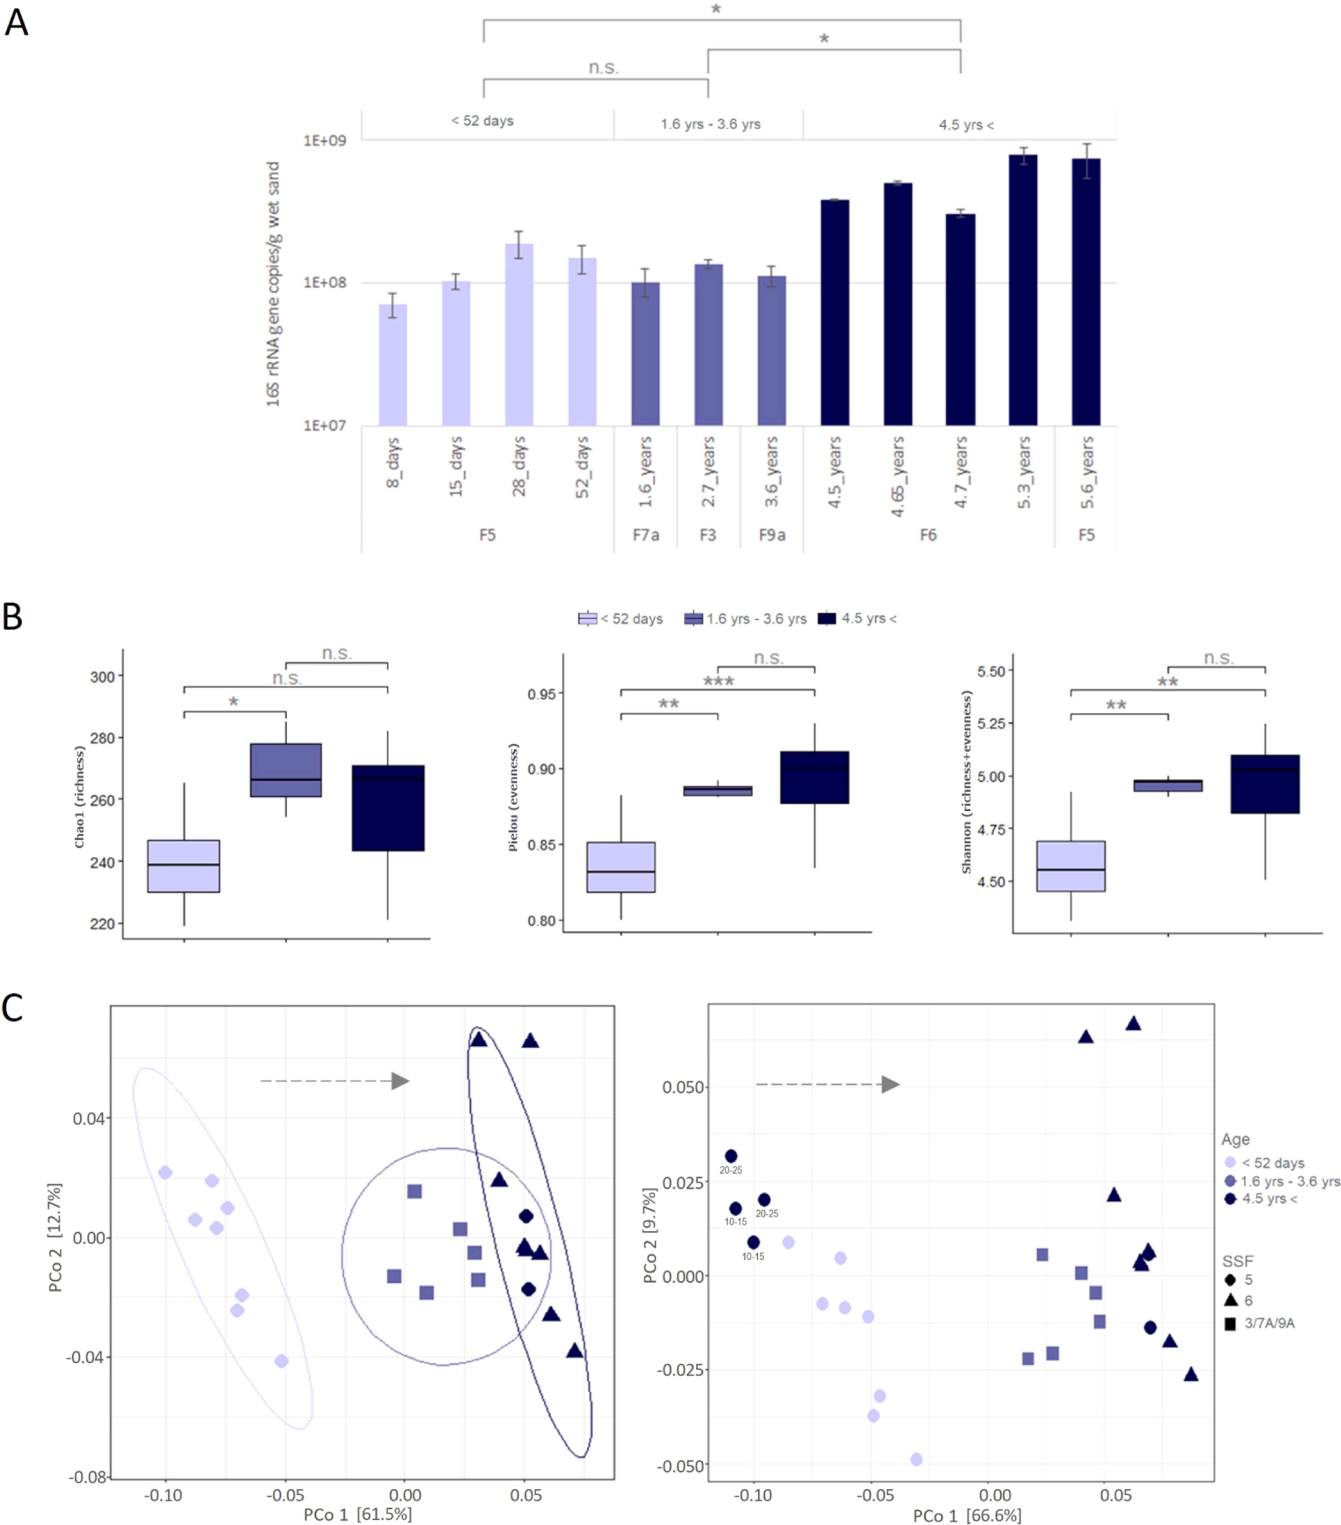 A
*
*
n.s.
< 52 days
1.6 yrs - 3.6 yrs
4.5 yrs <
1E+09
1E+08
1E+07
16S rRNA gene copies/g wet sand
8_days
15_days
28_days
52_days
1.6_years
2.7_years
3.6_years
4.5_years
4.65_years
4.7_years
5.3_years
5.6_years
F5
F7a
F3
F9a
F6
F5
B
< 52 days
1.6 yrs - 3.6 yrs
4.5 yrs <
n.s.
n.s.
*
300
280
260
240
220
Chao1 (richness)
n.s.
***
**
0.95
0.90
0.85
0.80
Pielou (evenness)
n.s.
**
**
5.50
5.25
5.00
4.75
4.50
Shannon (richness+evenness)
C
0.04
0.00
-0.04
-0.08
PCo 2 [12.7%]
-0.10
-0.05
0.00
0.05
PCo 1 [61.5%]
0.050
0.025
0.000
-0.025
-0.050
PCo 2 [9.7%]
20-25
10-15
20-25
10-15
-0.10
-0.05
0.00
0.05
PCo 1 [66.6%]
Age
< 52 days
1.6 yrs - 3.6 yrs
4.5 yrs <
SSF
5
6
3/7A/9A